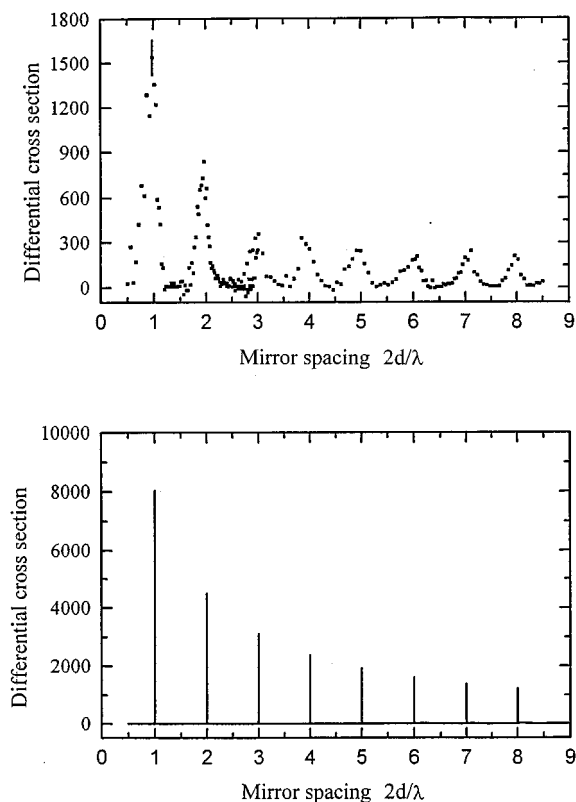 1800
1500
1200
900
600
300
0
Differential cross section
0 1 2 3 4 5 6 7 8 9
Mirror spacing 2d/λ
10000
8000
6000
4000
2000
0
Differential cross section
0 1 2 3 4 5 6 7 8 9
Mirror spacing 2d/λ